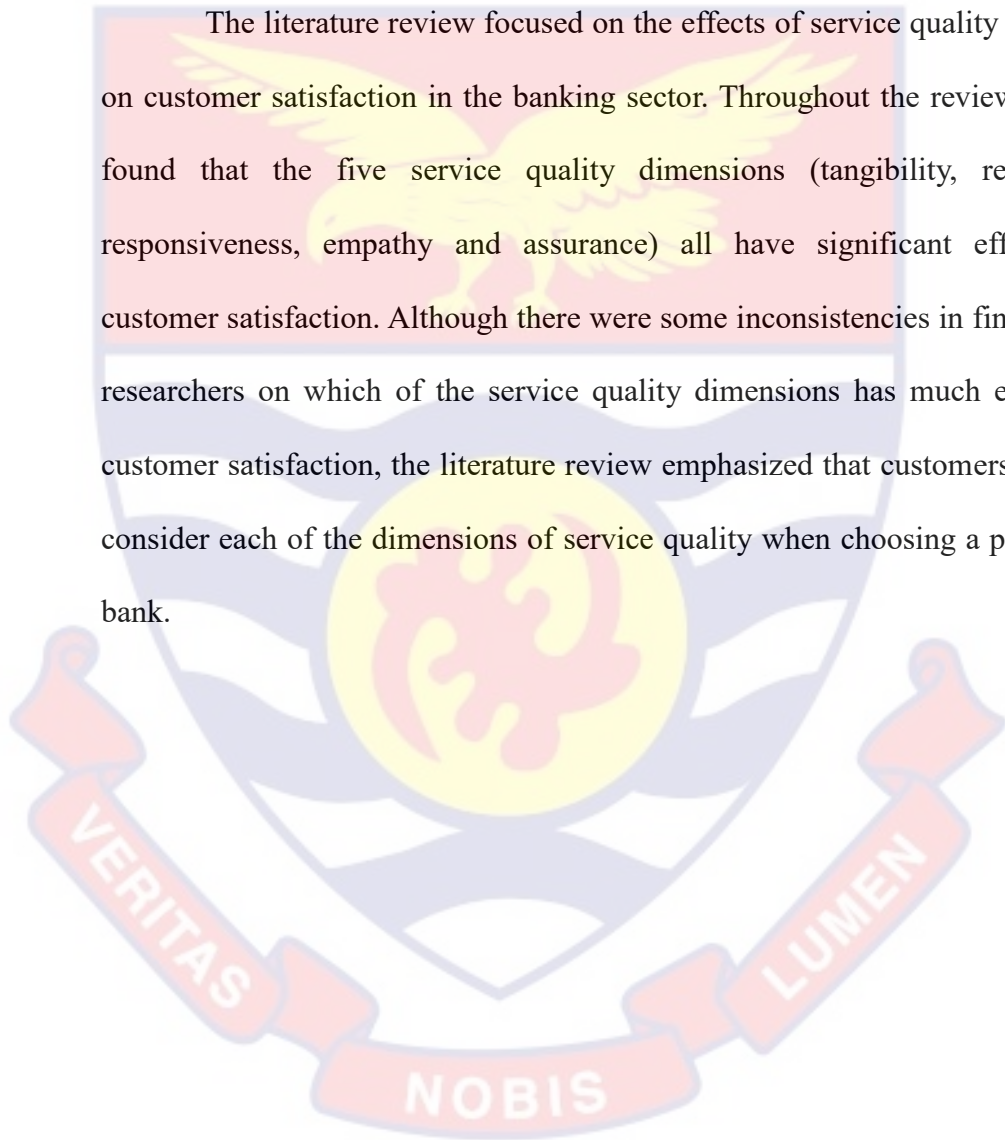 The literature review focused on the effects of service quality
on customer satisfaction in the banking sector. Throughout the review
found that the five service quality dimensions (tangibility, re
responsiveness, empathy and assurance) all have significant eff
customer satisfaction. Although there were some inconsistencies in fin
researchers on which of the service quality dimensions has much e
customer satisfaction, the literature review emphasized that customers
consider each of the dimensions of service quality when choosing a p
bank.
VERITAS
NOBIS
LUMEN